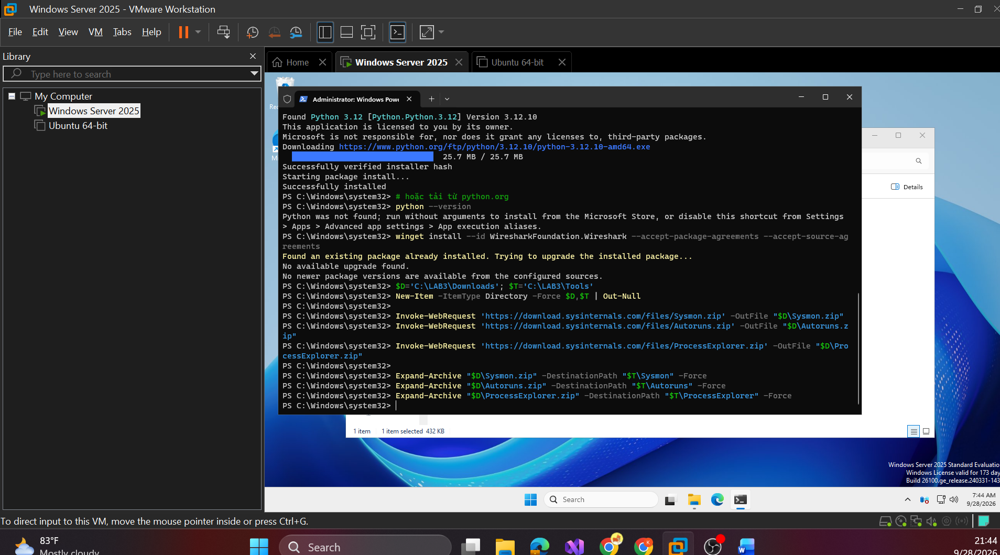 Windows Server 2025 - VMware Workstation
File Edit View VM Tabs Help
Library
Type here to search
My Computer
Windows Server 2025
Ubuntu 64-bit
Home
Windows Server 2025
Ubuntu 64-bit
Administrator: Windows Powe
Found Python 3.12 [Python.Python.3.12] Version 3.12.10
This application is licensed to you by its owner.
Microsoft is not responsible for, nor does it grant any licenses to, third-party packages.
Downloading https://www.python.org/ftp/python/3.12.10/python-3.12.10-amd64.exe
25.7 MB / 25.7 MB
Successfully verified installer hash
Starting package install...
Successfully installed
PS C:\Windows\system32> # hoặc tải từ python.org
PS C:\Windows\system32> python --version
Python was not found; run without arguments to install from the Microsoft Store, or disable this shortcut from Settings
> Apps > Advanced app settings > App execution aliases.
PS C:\Windows\system32> winget install --id WiresharkFoundation.Wireshark --accept-package-agreements --accept-source-ag
reements
Found an existing package already installed. Trying to upgrade the installed package...
No available upgrade found.
No newer package versions are available from the configured sources.
PS C:\Windows\system32> $D='C:\LAB3\Downloads'; $T='C:\LAB3\Tools'
PS C:\Windows\system32> New-Item -ItemType Directory -Force $D,$T | Out-Null
PS C:\Windows\system32>
PS C:\Windows\system32> Invoke-WebRequest 'https://download.sysinternals.com/files/Sysmon.zip' -OutFile "$D\Sysmon.zip"
PS C:\Windows\system32> Invoke-WebRequest 'https://download.sysinternals.com/files/Autoruns.zip' -OutFile "$D\Autoruns.z
ip"
PS C:\Windows\system32> Invoke-WebRequest 'https://download.sysinternals.com/files/ProcessExplorer.zip' -OutFile "$D\Pro
cessExplorer.zip"
PS C:\Windows\system32>
PS C:\Windows\system32> Expand-Archive "$D\Sysmon.zip" -DestinationPath "$T\Sysmon" -Force
PS C:\Windows\system32> Expand-Archive "$D\Autoruns.zip" -DestinationPath "$T\Autoruns" -Force
PS C:\Windows\system32> Expand-Archive "$D\ProcessExplorer.zip" -DestinationPath "$T\ProcessExplorer" -Force
PS C:\Windows\system32>
Details
1 item 1 item selected 432 KB
Windows Server 2025 Standard Evaluatio
Windows License valid for 173 day
Build 26100.ge_release.240331-143
Search
7:44 AM
9/28/2026
To direct input to this VM, move the mouse pointer inside or press Ctrl+G.
83°F
Mostly cloudy
Search
21:44
9/28/2026